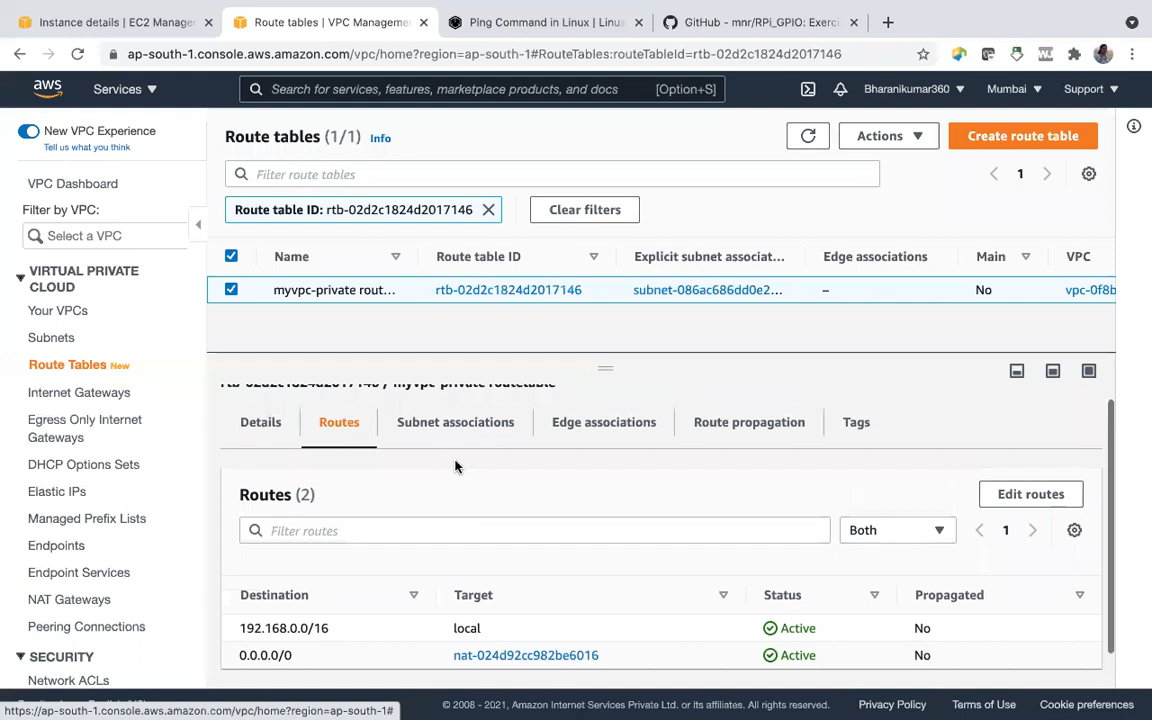 Instance details | EC2 Manage
Route tables | VPC Manageme
Ping Command in Linux | Linux
GitHub - mnr/RPi_GPIO: Exerci
ap-south-1.console.aws.amazon.com/vpc/home?region=ap-south-1#RouteTables:routeTableId=rtb-02d2c1824d2017146
aws
Services
Search for services, features, marketplace products, and docs
[Option+S]
Bharanikumar360
Mumbai
Support
New VPC Experience
Tell us what you think
VPC Dashboard
Filter by VPC:
Select a VPC
VIRTUAL PRIVATE
CLOUD
Your VPCs
Subnets
Route Tables New
Internet Gateways
Egress Only Internet
Gateways
DHCP Options Sets
Elastic IPs
Managed Prefix Lists
Endpoints
Endpoint Services
NAT Gateways
Peering Connections
SECURITY
Network ACLs
Route tables (1/1) Info
Actions
Create route table
Filter route tables
1
Route table ID: rtb-02d2c1824d2017146
Clear filters
Name
Route table ID
Explicit subnet associat...
Edge associations
Main
VPC
myvpc-private rout...
rtb-02d2c1824d2017146
subnet-086ac686dd0e2...
–
No
vpc-0f8b
rtb-02d2c1824d2017146 / myvpc-private routetable
Details
Routes
Subnet associations
Edge associations
Route propagation
Tags
Routes (2)
Edit routes
Filter routes
Both
1
Destination
Target
Status
Propagated
192.168.0.0/16
local
Active
No
0.0.0.0/0
nat-024d92cc982be6016
Active
No
https://ap-south-1.console.aws.amazon.com/vpc/home?region=ap-south-1#
© 2008 - 2021, Amazon Internet Services Private Ltd. or its affiliates. All rights reserved.
Privacy Policy
Terms of Use
Cookie preferences